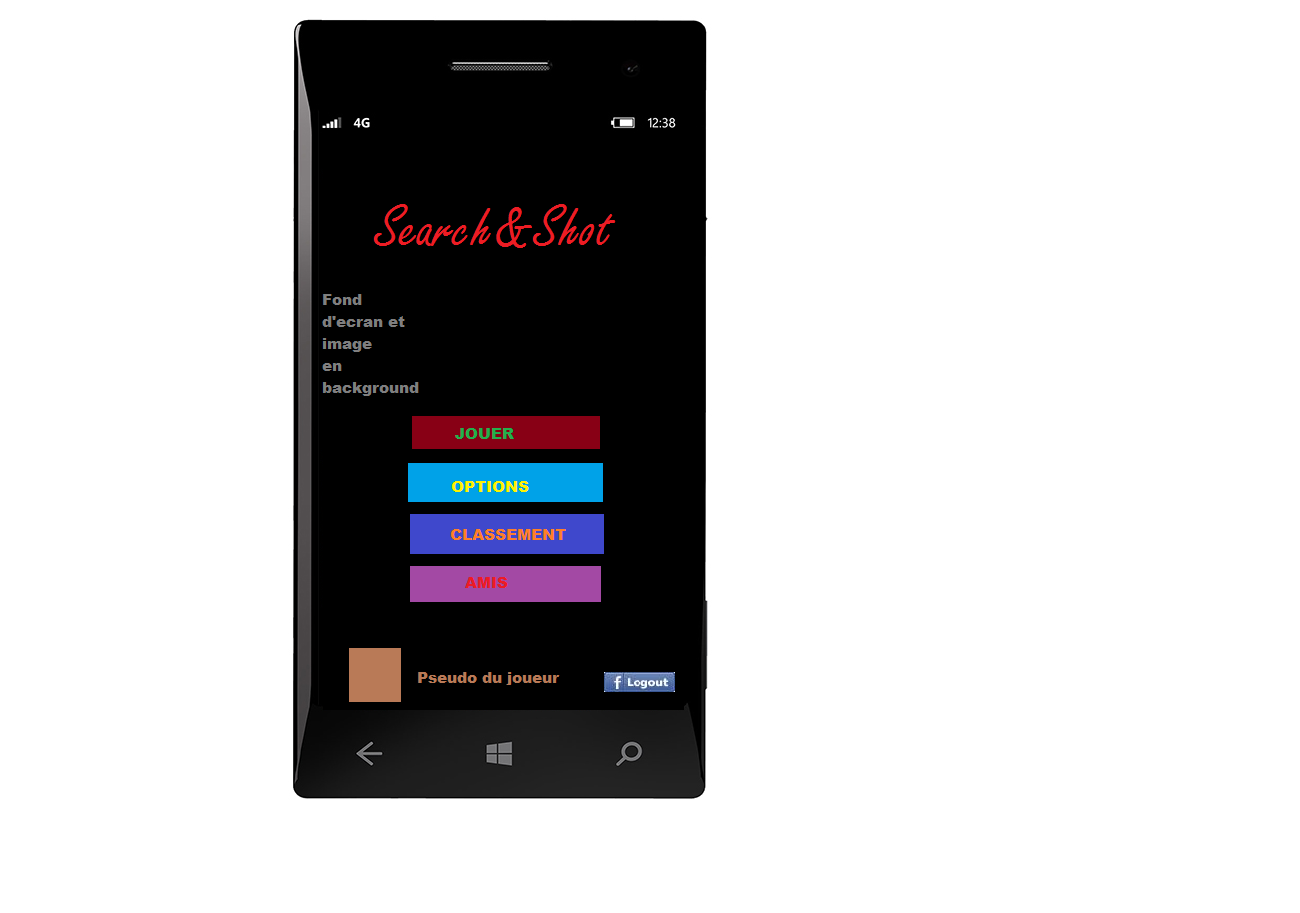 4G 12:38
Search&Shot
Fond
d'ecran et
image
en
background
JOUER
OPTIONS
CLASSEMENT
AMIS
Pseudo du joueur
f Logout